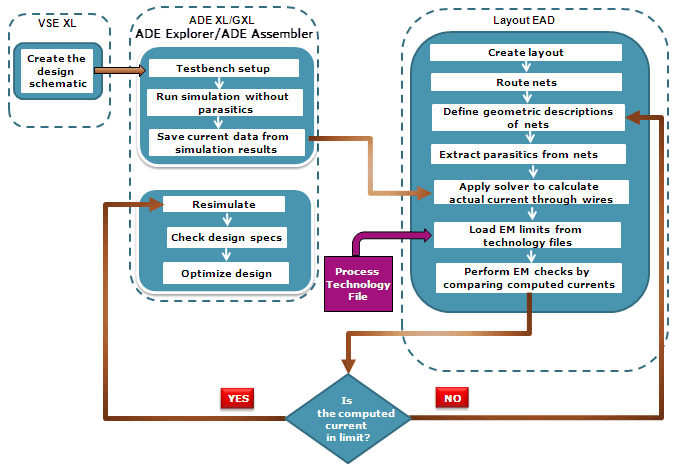 VSE XL
Create the
design
schematic
ADE XL/GXL
ADE Explorer/ADE Assembler
Testbench setup
Run simulation without
parasitics
Save current data from
simulation results
Resimulate
Check design specs
Optimize design
Layout EAD
Create layout
Route nets
Define geometric descriptions
of nets
Extract parasitics from nets
Apply solver to calculate
actual current through wires
Load EM limits from
technology files
Perform EM checks by
comparing computed currents
Process
Technology
File
YES
NO
Is
the computed
current
in limit?